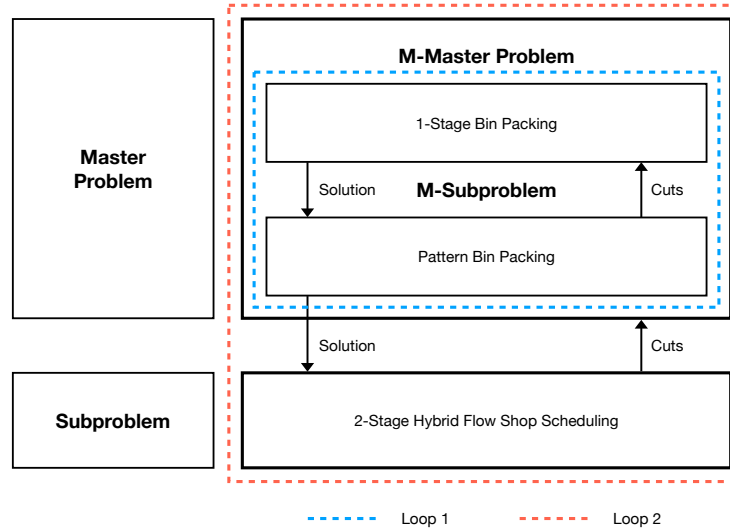 M-Master Problem
1-Stage Bin Packing
Master
Problem
Solution
M-Subproblem
Cuts
Pattern Bin Packing
Solution
Cuts
Subproblem
2-Stage Hybrid Flow Shop Scheduling
Loop 1
Loop 2